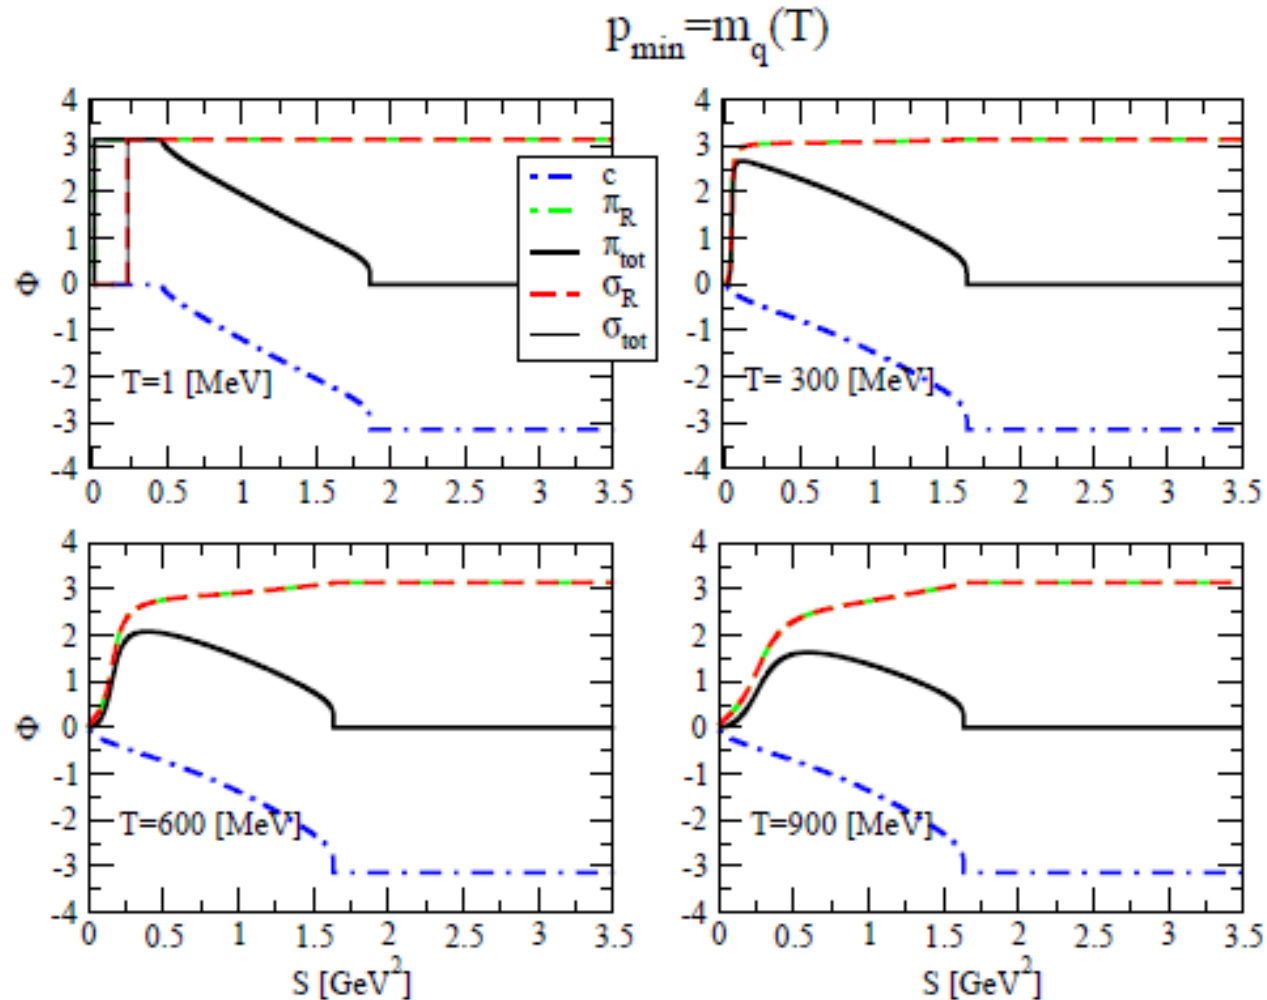 p_min=m_q(T)
4
3
2
1
0
-1
-2
-3
-4
Φ
T=1 [MeV]
0 0.5 1 1.5 2 2.5 3 3.5
c
π_R
π_tot
σ_R
σ_tot
4
3
2
1
0
-1
-2
-3
-4
T= 300 [MeV]
0 0.5 1 1.5 2 2.5 3 3.5
4
3
2
1
0
-1
-2
-3
-4
Φ
T=600 [MeV]
0 0.5 1 1.5 2 2.5 3 3.5
S [GeV²]
4
3
2
1
0
-1
-2
-3
-4
T=900 [MeV]
0 0.5 1 1.5 2 2.5 3 3.5
S [GeV²]